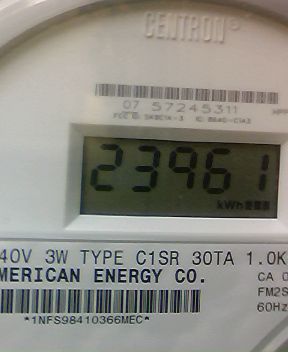 CENTRON®
07 57245311
23961
kWh
40V 3W TYPE C1SR 30TA 1.0K
MERICAN ENERGY CO.
CA 0
FM2S
60Hz
*1NFS98410366MEC*